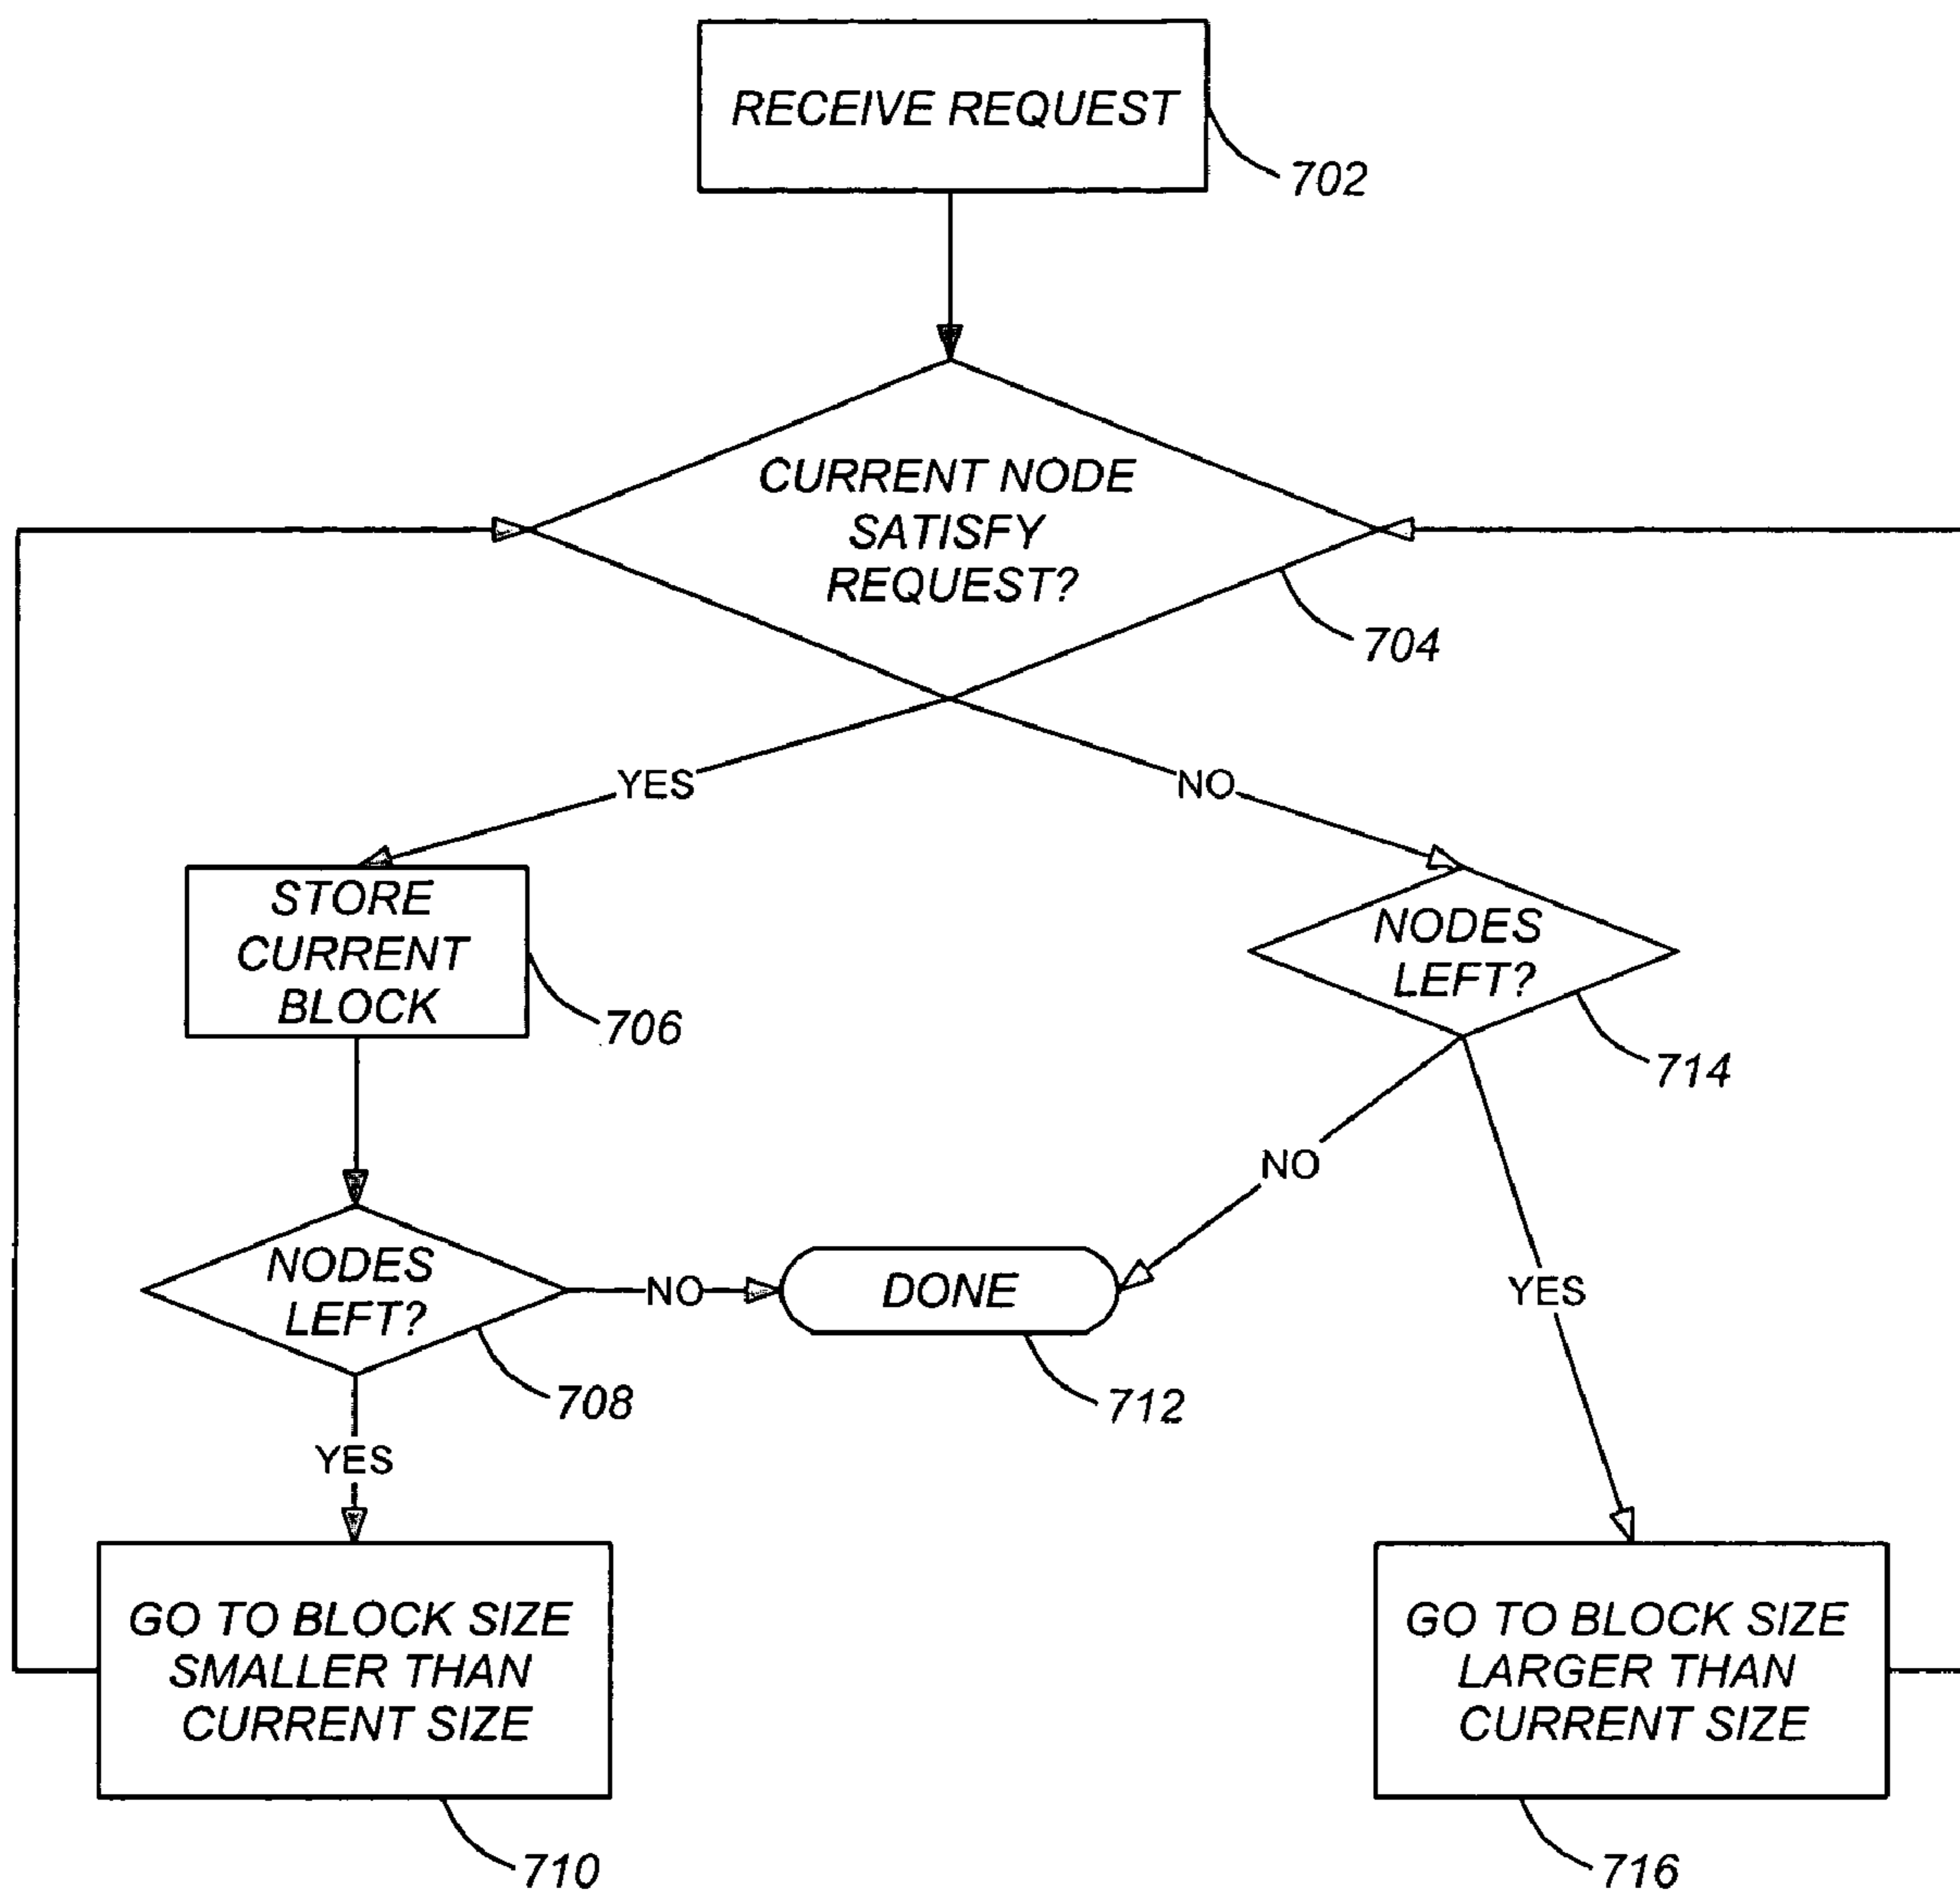 RECEIVE REQUEST
702
CURRENT NODE
SATISFY
REQUEST?
704
YES
NO
STORE
CURRENT
BLOCK
706
NODES
LEFT?
714
NO
YES
NODES
LEFT?
708
NO
DONE
712
YES
GO TO BLOCK SIZE
SMALLER THAN
CURRENT SIZE
710
GO TO BLOCK SIZE
LARGER THAN
CURRENT SIZE
716